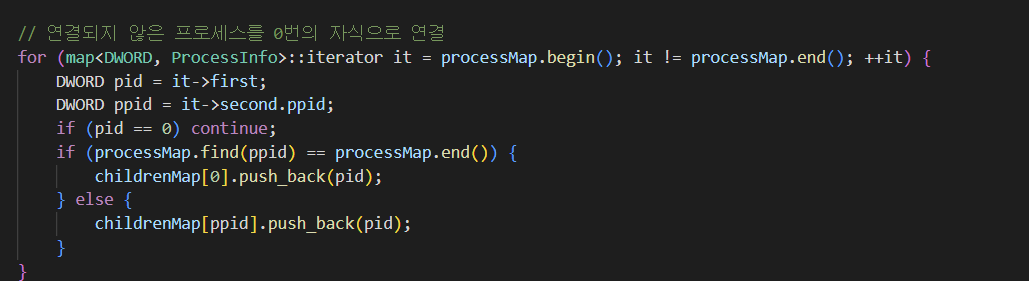 // 연결되지 않은 프로세스를 0번의 자식으로 연결
for (map<DWORD, ProcessInfo>::iterator it = processMap.begin(); it != processMap.end(); ++it) {
    DWORD pid = it->first;
    DWORD ppid = it->second.ppid;
    if (pid == 0) continue;
    if (processMap.find(ppid) == processMap.end()) {
        childrenMap[0].push_back(pid);
    } else {
        childrenMap[ppid].push_back(pid);
    }
}